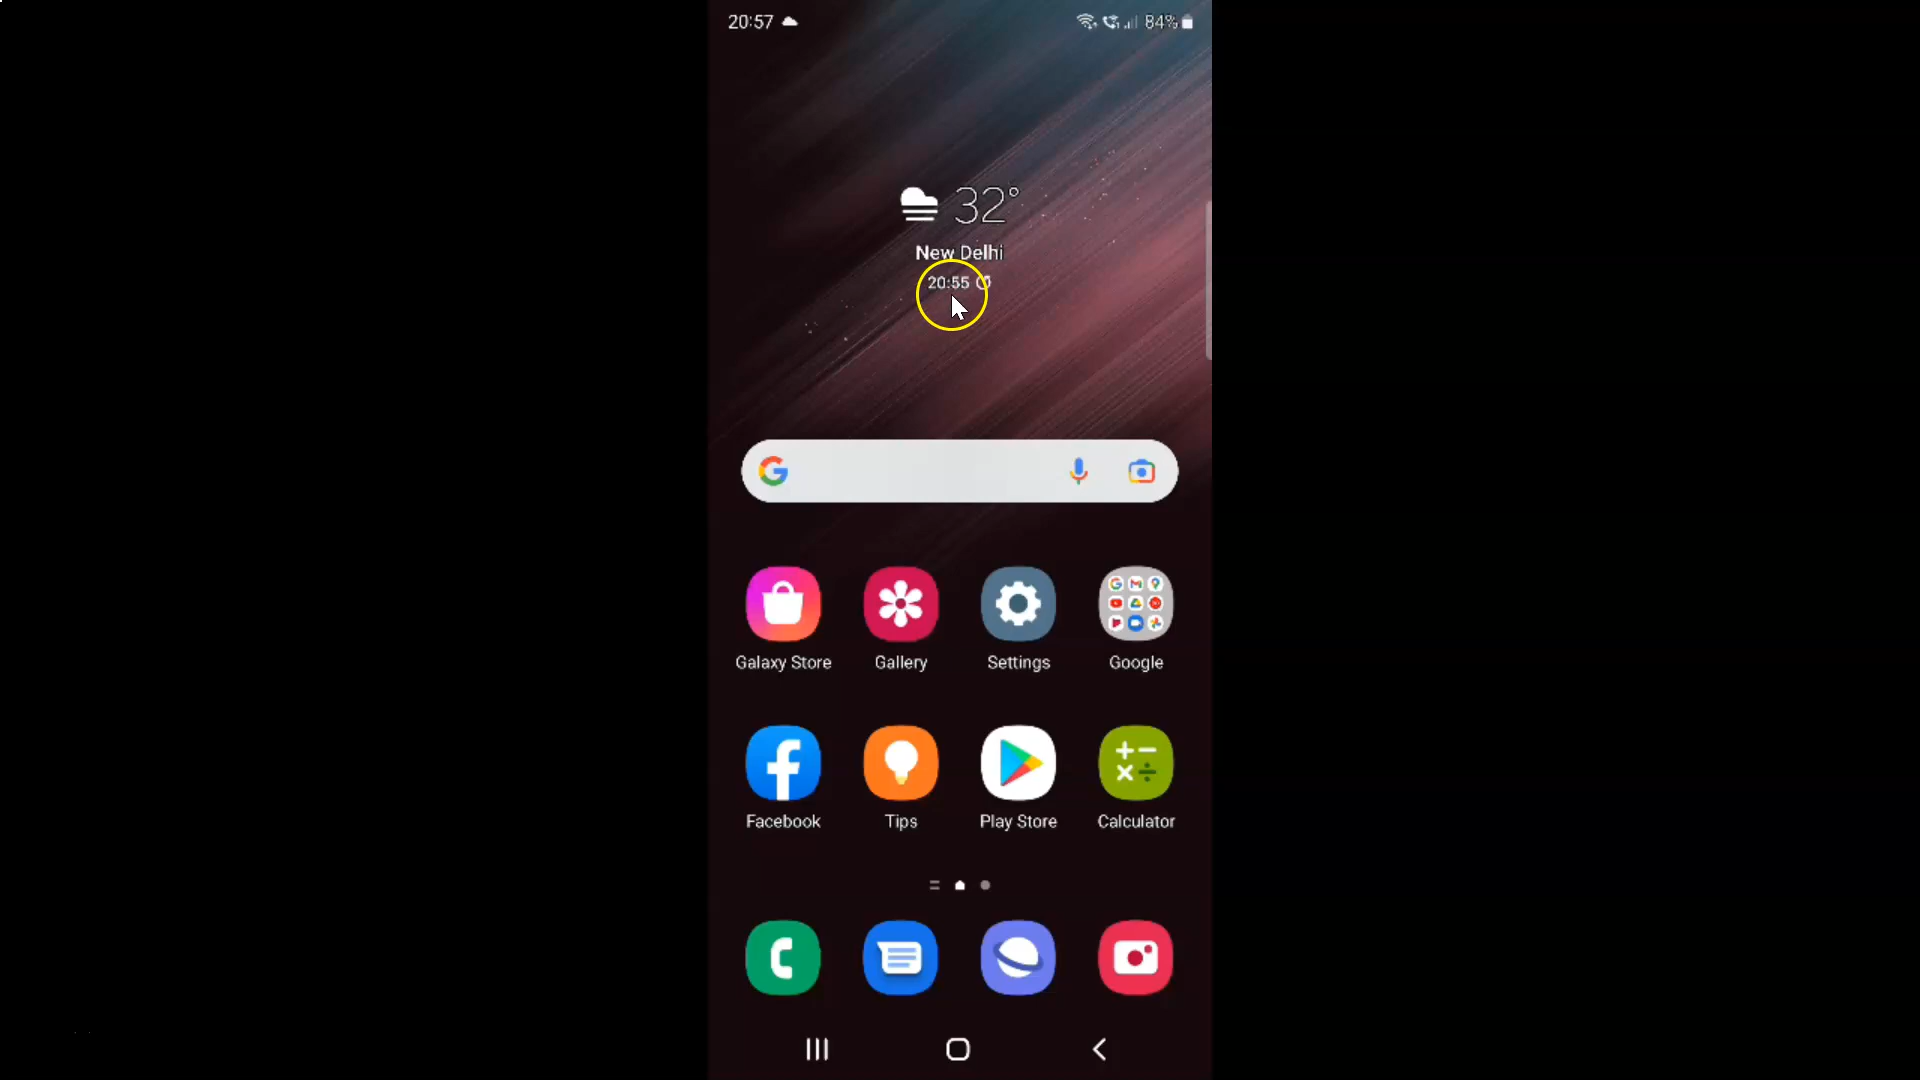 20:57
84%
32°
New Delhi
20:55
Galaxy Store
Gallery
Settings
Google
Facebook
Tips
Play Store
Calculator